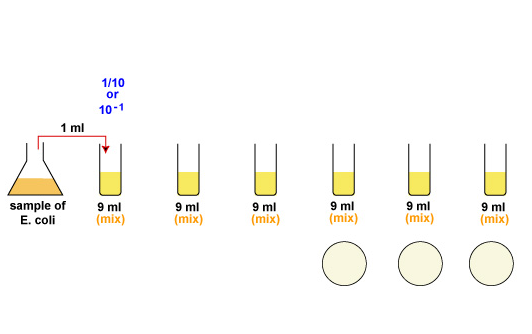 1/10
or
10⁻¹
1 ml
sample of
E. coli
9 ml
(mix)
9 ml
(mix)
9 ml
(mix)
9 ml
(mix)
9 ml
(mix)
9 ml
(mix)